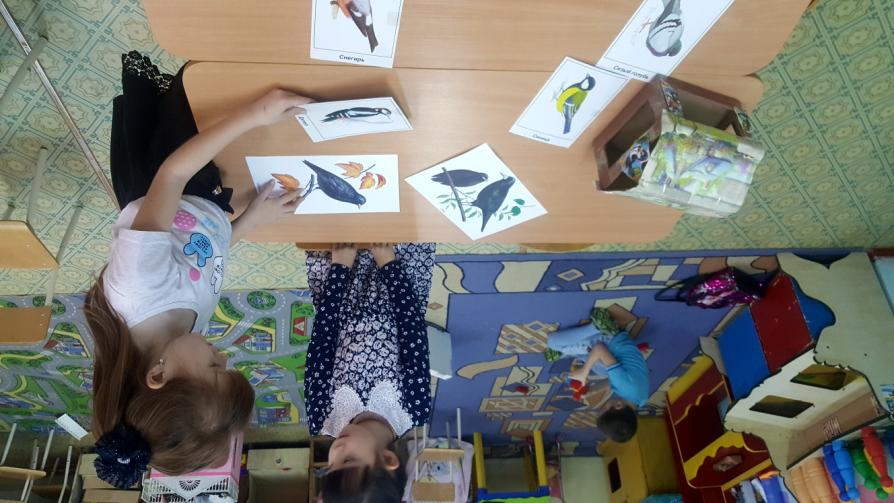 Снегирь
Сизый голубь
Синица